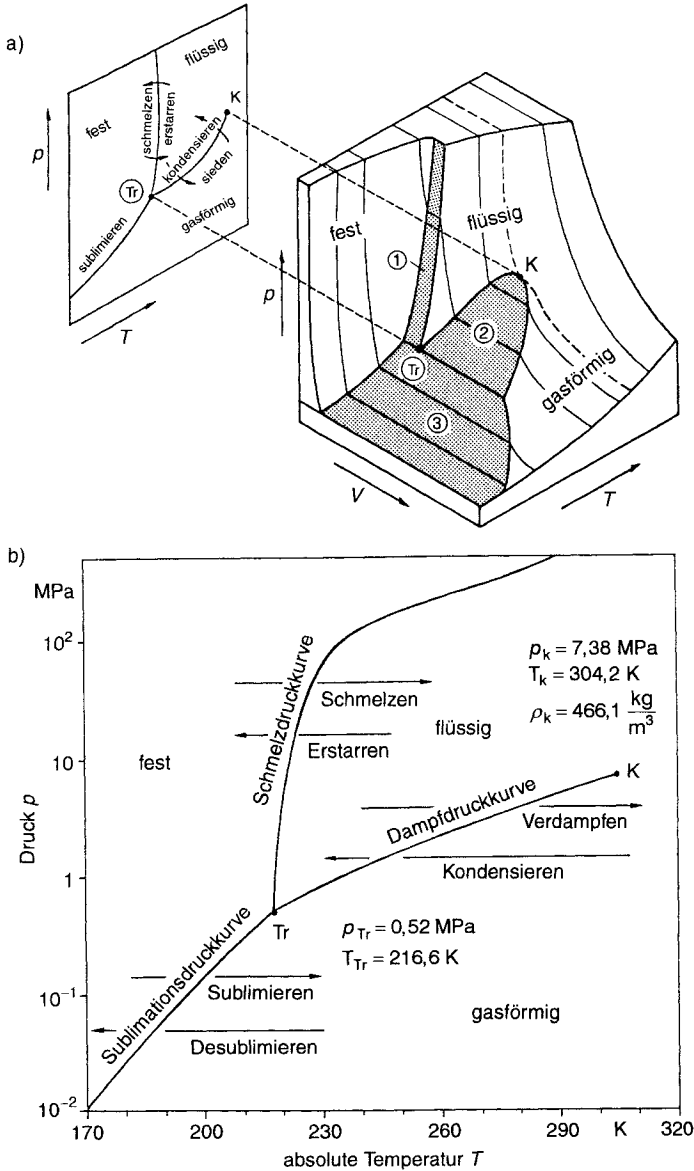 a)
flüssig
K
fest
schmelzen
erstarren
kondensieren
sieden
Tr
sublimieren
gasförmig
p
T
fest
flüssig
1
K
p
2
Tr
3
gasförmig
V
T
b)
MPa
10²
10
1
10⁻¹
10⁻²
Druck p
Schmelzdruckkurve
pₖ = 7,38 MPa
Tₖ = 304,2 K
ρₖ = 466,1 kg/m³
Schmelzen
fest
flüssig
Erstarren
K
Dampfdruckkurve
Verdampfen
Kondensieren
Tr
p_Tr = 0,52 MPa
T_Tr = 216,6 K
Sublimationsdruckkurve
Sublimieren
gasförmig
Desublimieren
170 200 230 260 290 K 320
absolute Temperatur T